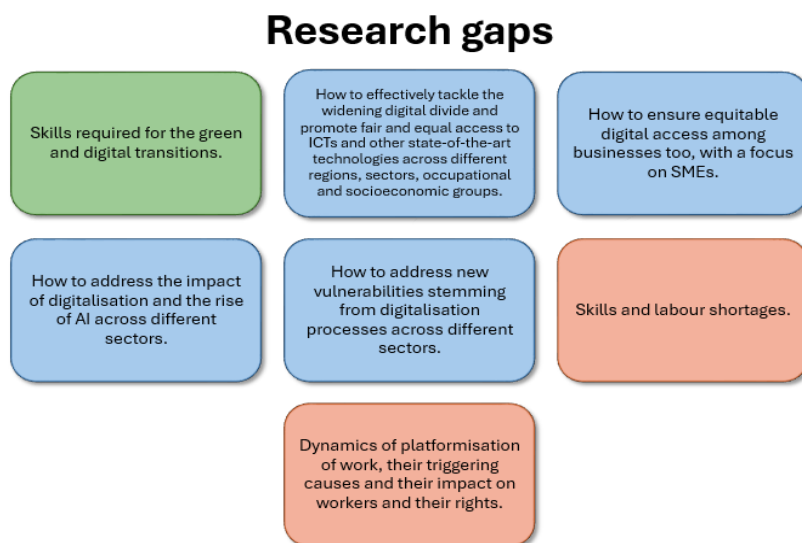 Research gaps
Skills required for the green
and digital transitions.
How to effectively tackle the
widening digital divide and
promote fair and equal access to
ICTs and other state-of-the-art
technologies across different
regions, sectors, occupational
and socioeconomic groups.
How to ensure equitable
digital access among
businesses too, with a focus
on SMEs.
How to address the impact
of digitalisation and the rise
of AI across different
sectors.
How to address new
vulnerabilities stemming
from digitalisation
processes across different
sectors.
Skills and labour shortages.
Dynamics of platformisation
of work, their triggering
causes and their impact on
workers and their rights.